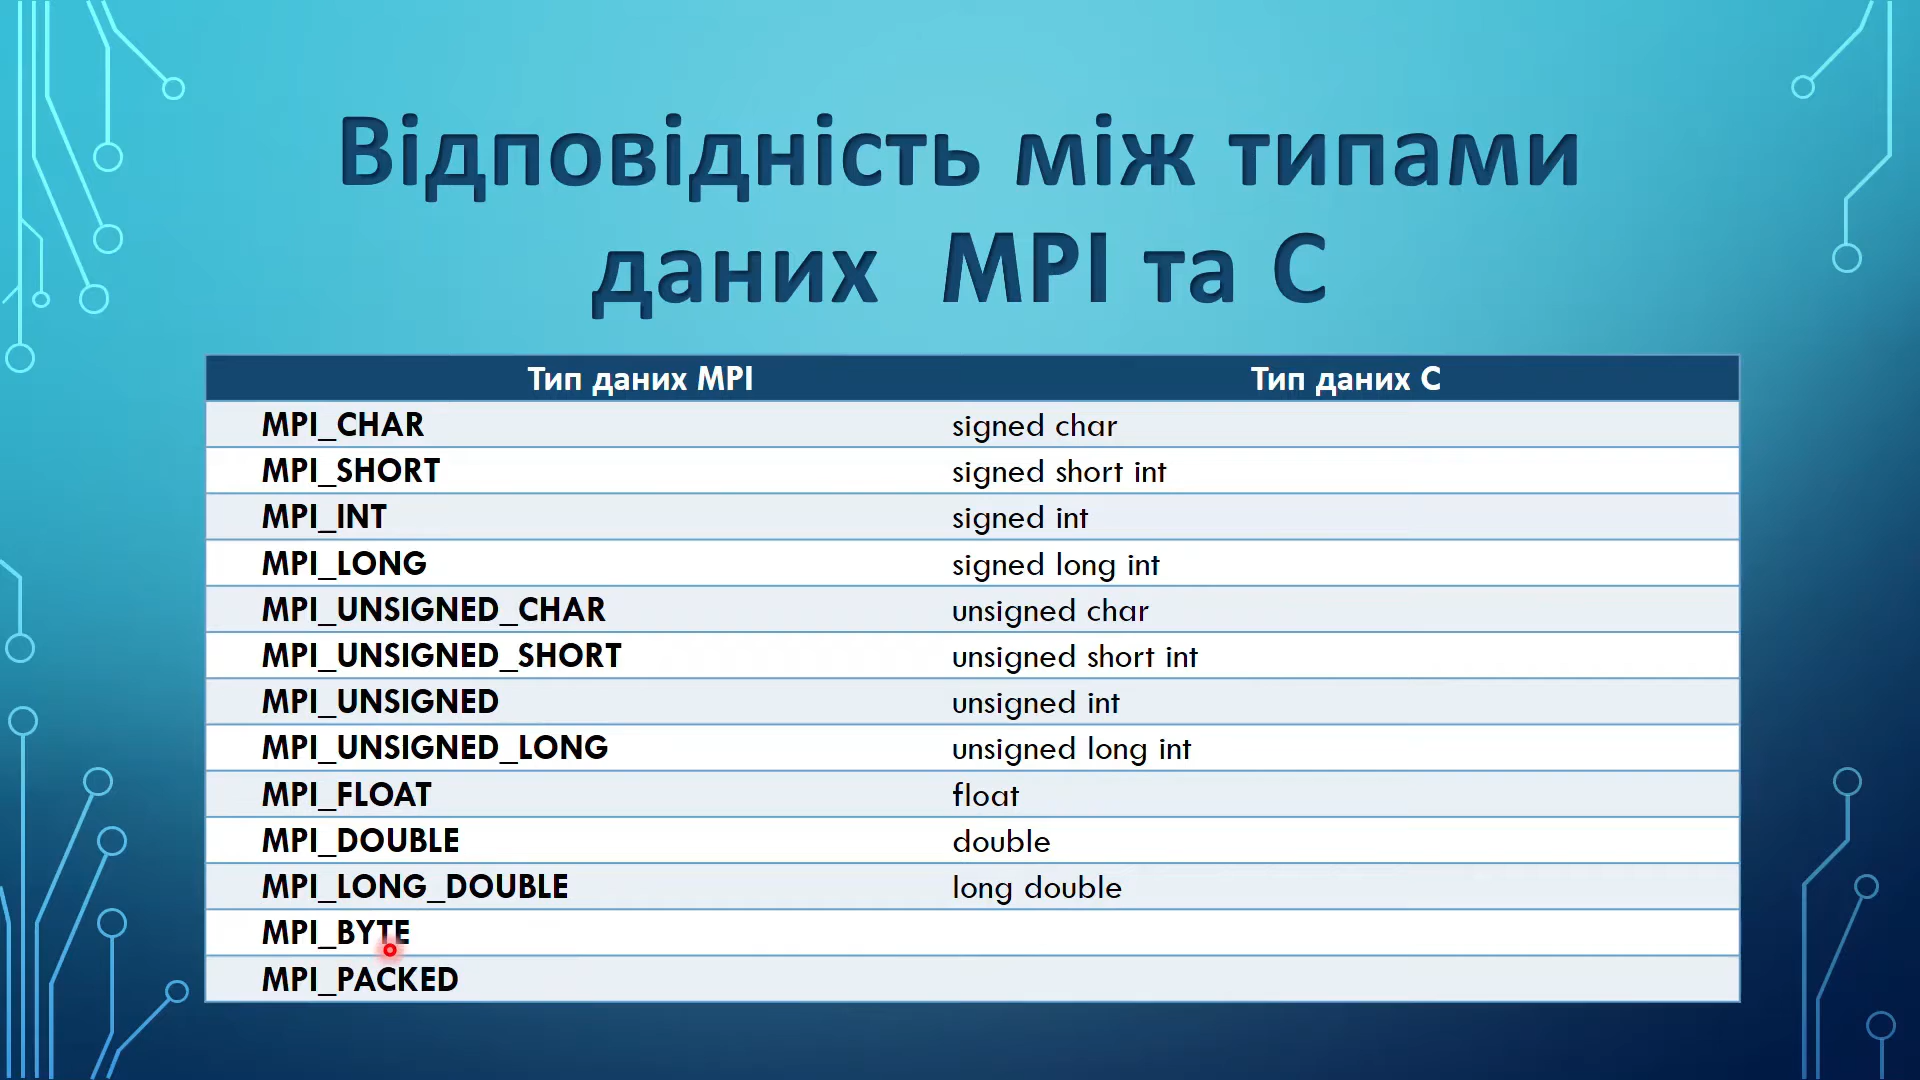 Відповідність між типами
даних MPI та C
Тип даних MPI Тип даних C
MPI_CHAR signed char
MPI_SHORT signed short int
MPI_INT signed int
MPI_LONG signed long int
MPI_UNSIGNED_CHAR unsigned char
MPI_UNSIGNED_SHORT unsigned short int
MPI_UNSIGNED unsigned int
MPI_UNSIGNED_LONG unsigned long int
MPI_FLOAT float
MPI_DOUBLE double
MPI_LONG_DOUBLE long double
MPI_BYTE
MPI_PACKED